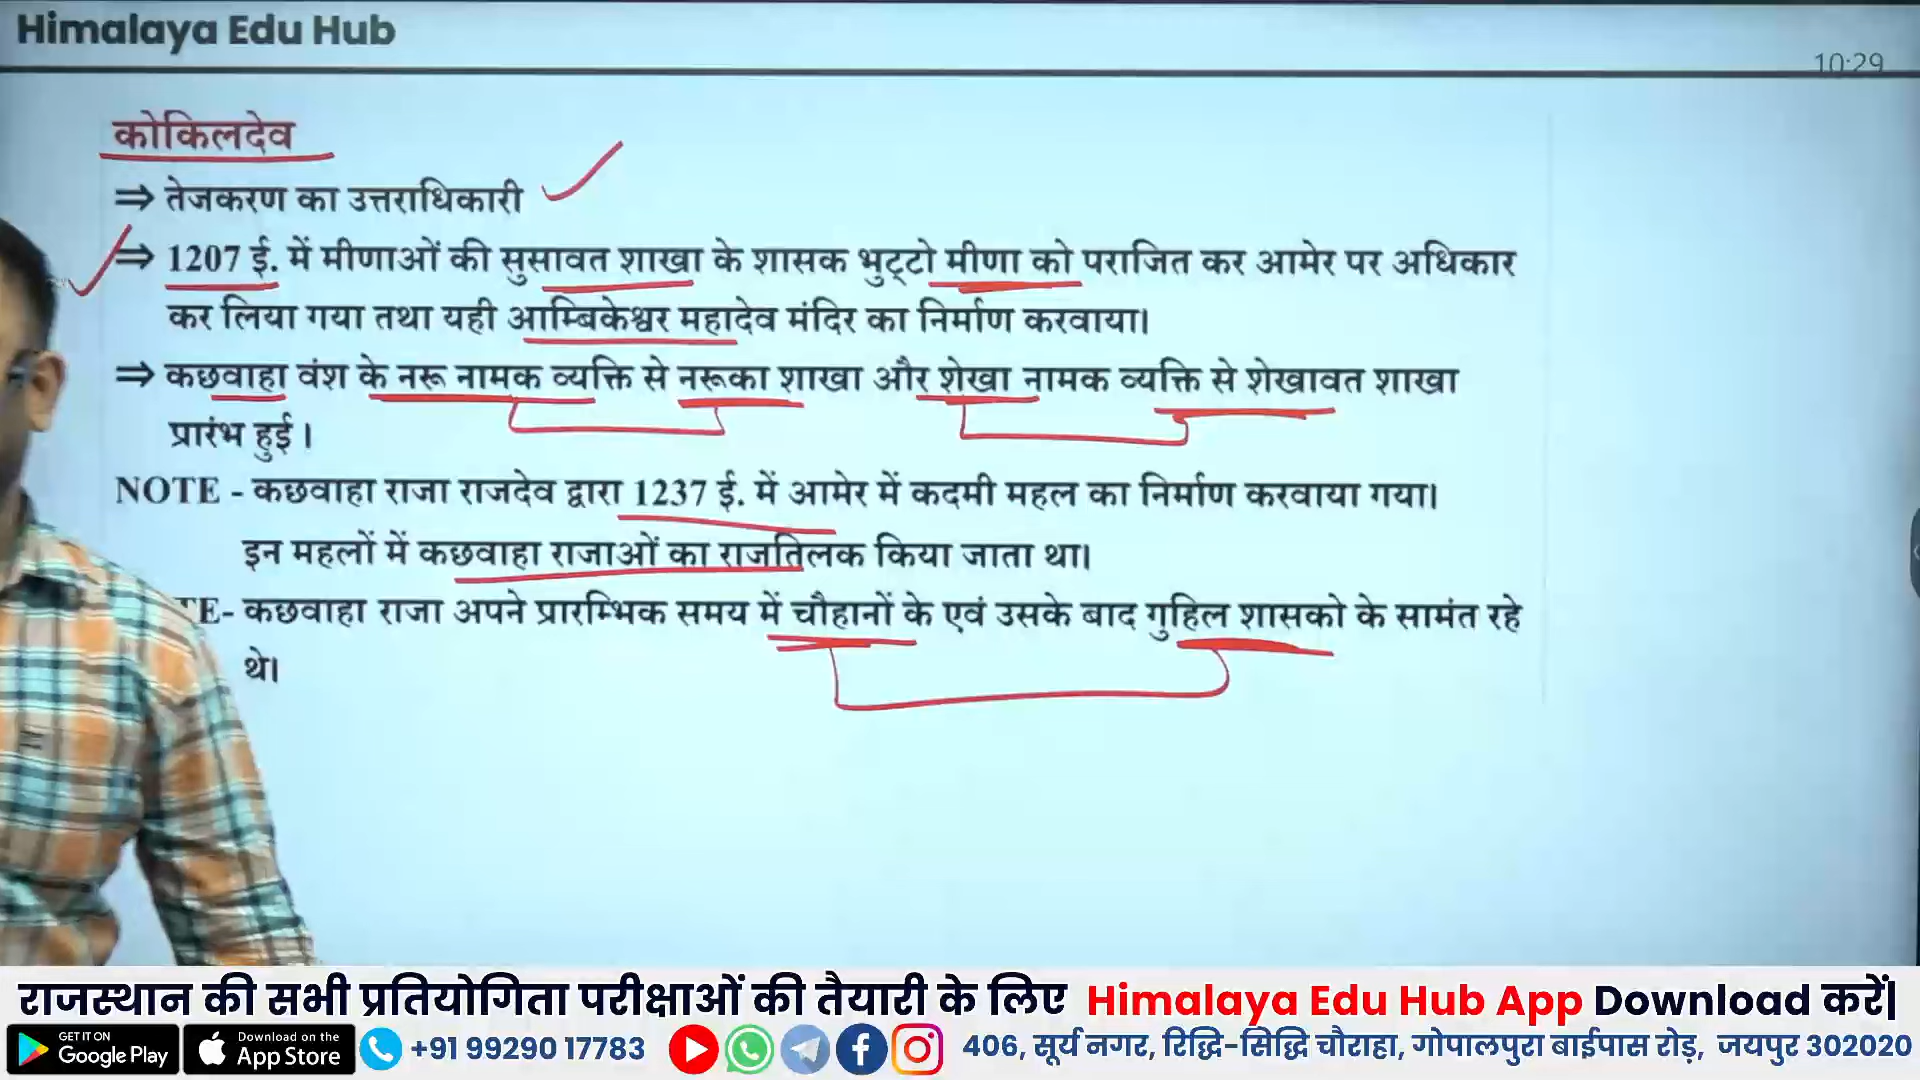 Himalaya Edu Hub
10:29
कोकिलदेव
⇒ तेजकरण का उत्तराधिकारी
⇒ 1207 ई. में मीणाओं की सुसावत शाखा के शासक भुट्टो मीणा को पराजित कर आमेर पर अधिकार
कर लिया गया तथा यही आम्बिकेश्वर महादेव मंदिर का निर्माण करवाया।
⇒ कछवाहा वंश के नरू नामक व्यक्ति से नरूका शाखा और शेखा नामक व्यक्ति से शेखावत शाखा
प्रारंभ हुई ।
NOTE - कछवाहा राजा राजदेव द्वारा 1237 ई. में आमेर में कदमी महल का निर्माण करवाया गया।
इन महलों में कछवाहा राजाओं का राजतिलक किया जाता था।
TE- कछवाहा राजा अपने प्रारम्भिक समय में चौहानों के एवं उसके बाद गुहिल शासको के सामंत रहे
थे।
राजस्थान की सभी प्रतियोगिता परीक्षाओं की तैयारी के लिए Himalaya Edu Hub App Download करें|
GET IT ON Google Play Download on the App Store +91 99290 17783 406, सूर्य नगर, रिद्धि-सिद्धि चौराहा, गोपालपुरा बाईपास रोड़, जयपुर 302020